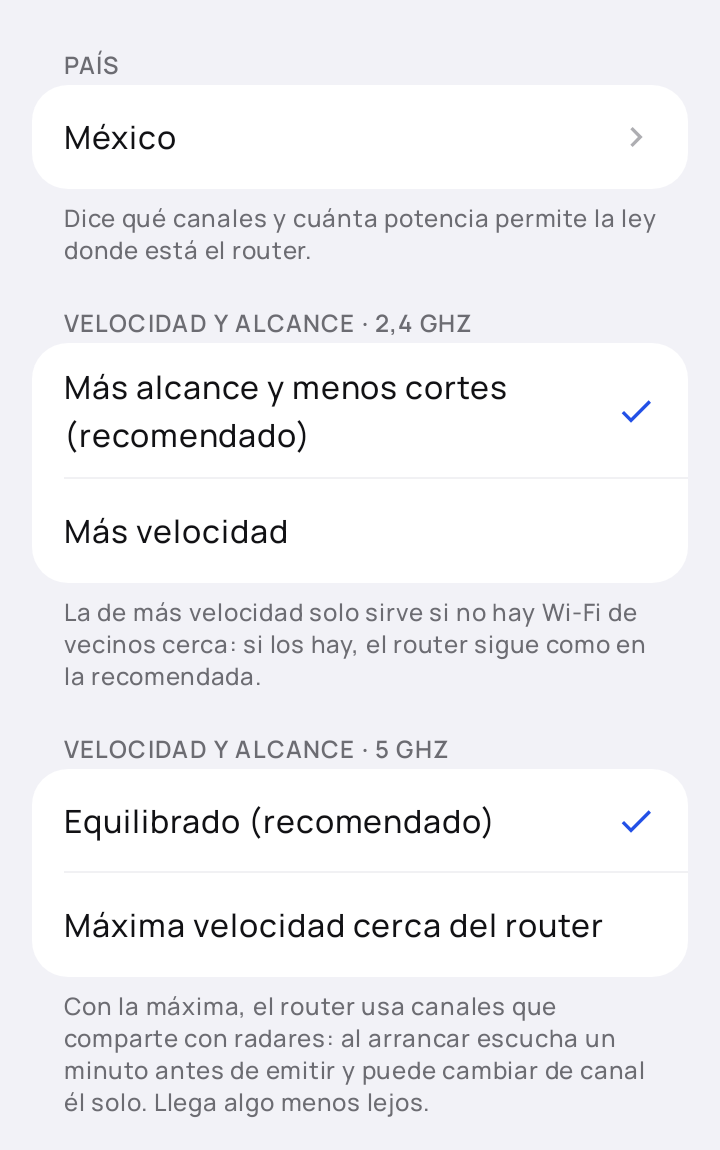 PAÍS
México
Dice qué canales y cuánta potencia permite la ley
donde está el router.
VELOCIDAD Y ALCANCE · 2,4 GHZ
Más alcance y menos cortes
(recomendado)
Más velocidad
La de más velocidad solo sirve si no hay Wi-Fi de
vecinos cerca: si los hay, el router sigue como en
la recomendada.
VELOCIDAD Y ALCANCE · 5 GHZ
Equilibrado (recomendado)
Máxima velocidad cerca del router
Con la máxima, el router usa canales que
comparte con radares: al arrancar escucha un
minuto antes de emitir y puede cambiar de canal
él solo. Llega algo menos lejos.